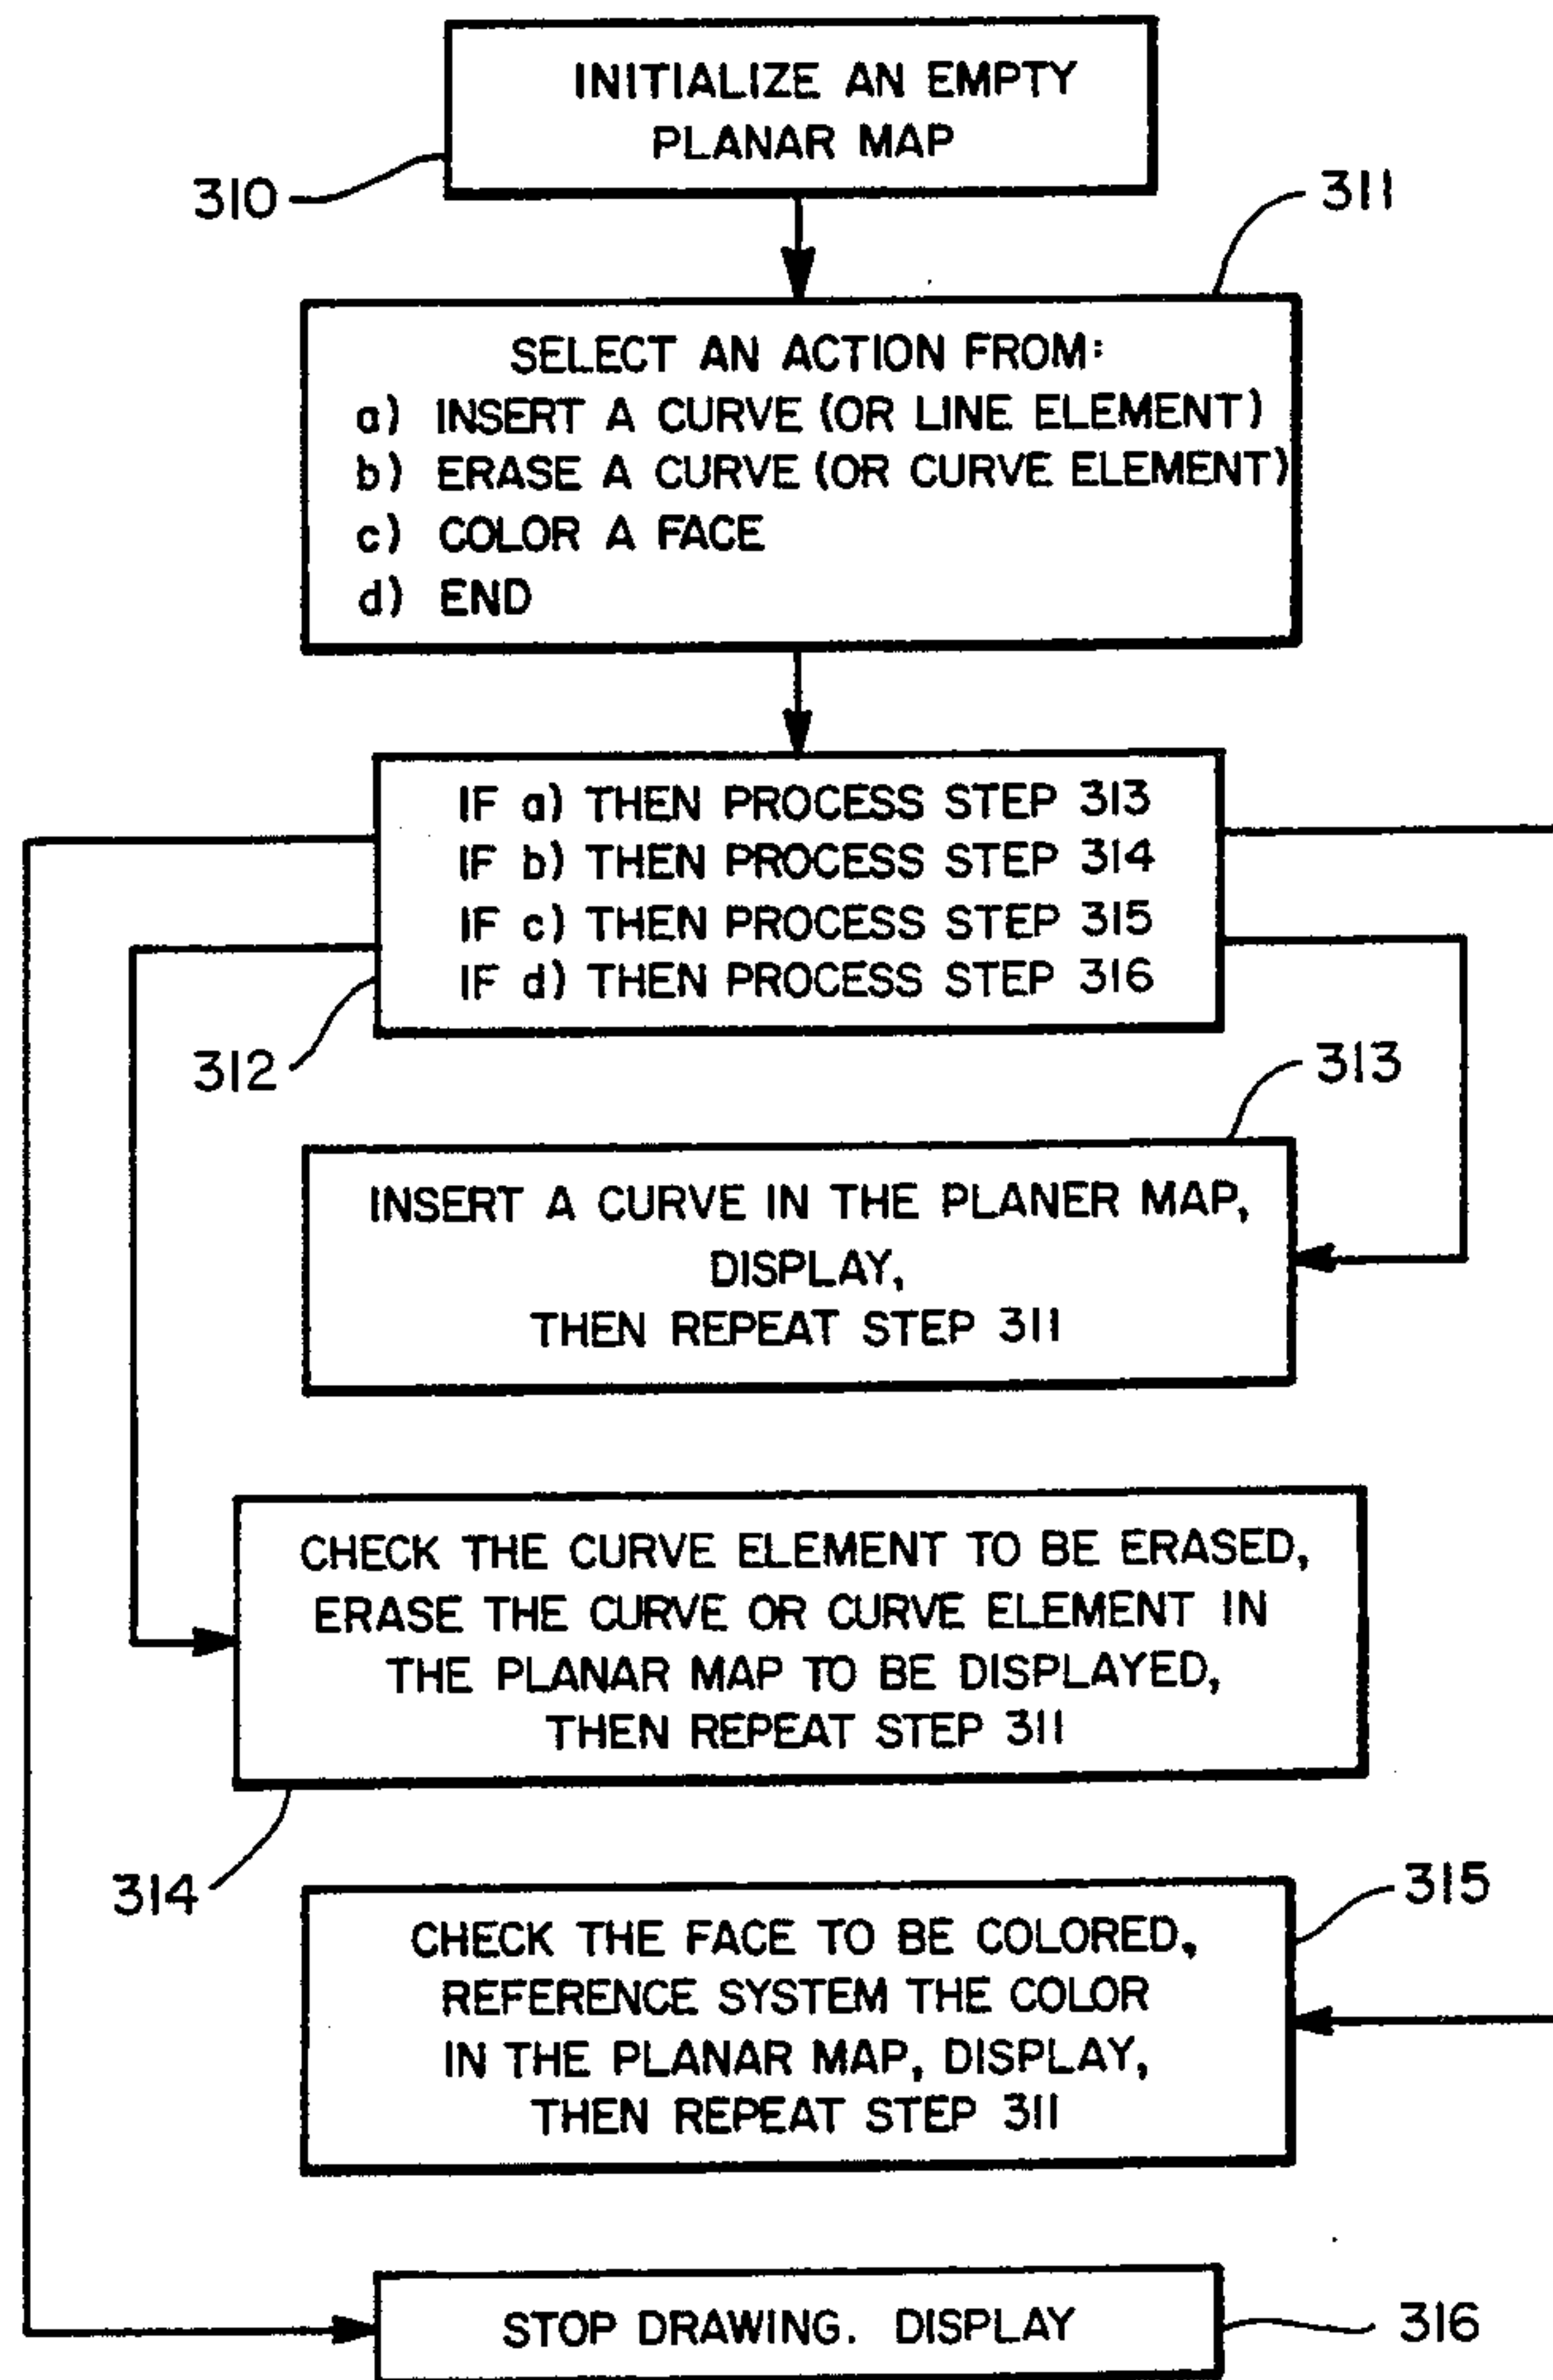 INITIALIZE AN EMPTY
PLANAR MAP
310
311
SELECT AN ACTION FROM:
a) INSERT A CURVE (OR LINE ELEMENT)
b) ERASE A CURVE (OR CURVE ELEMENT)
c) COLOR A FACE
d) END
IF a) THEN PROCESS STEP 313
IF b) THEN PROCESS STEP 314
IF c) THEN PROCESS STEP 315
IF d) THEN PROCESS STEP 316
312
313
INSERT A CURVE IN THE PLANER MAP,
DISPLAY,
THEN REPEAT STEP 311
CHECK THE CURVE ELEMENT TO BE ERASED,
ERASE THE CURVE OR CURVE ELEMENT IN
THE PLANAR MAP TO BE DISPLAYED,
THEN REPEAT STEP 311
314
315
CHECK THE FACE TO BE COLORED,
REFERENCE SYSTEM THE COLOR
IN THE PLANAR MAP, DISPLAY,
THEN REPEAT STEP 311
STOP DRAWING. DISPLAY
316